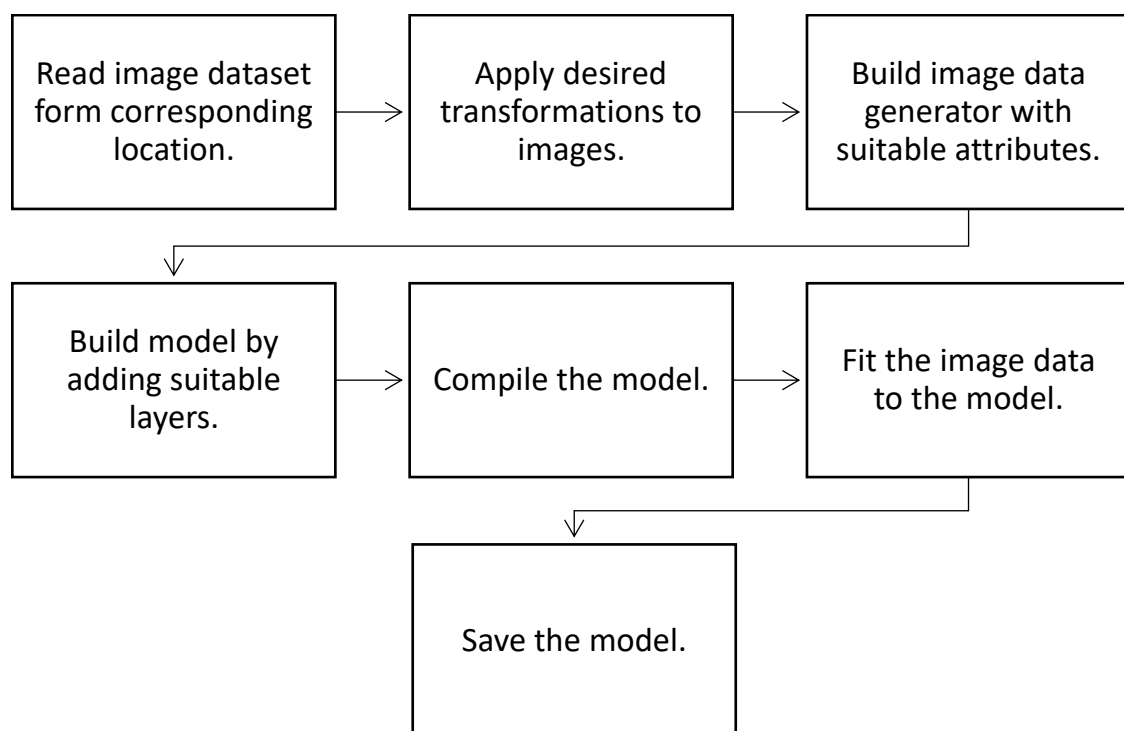 Read image dataset
form corresponding
location.
Apply desired
transformations to
images.
Build image data
generator with
suitable attributes.
Build model by
adding suitable
layers.
Compile the model.
Fit the image data
to the model.
Save the model.